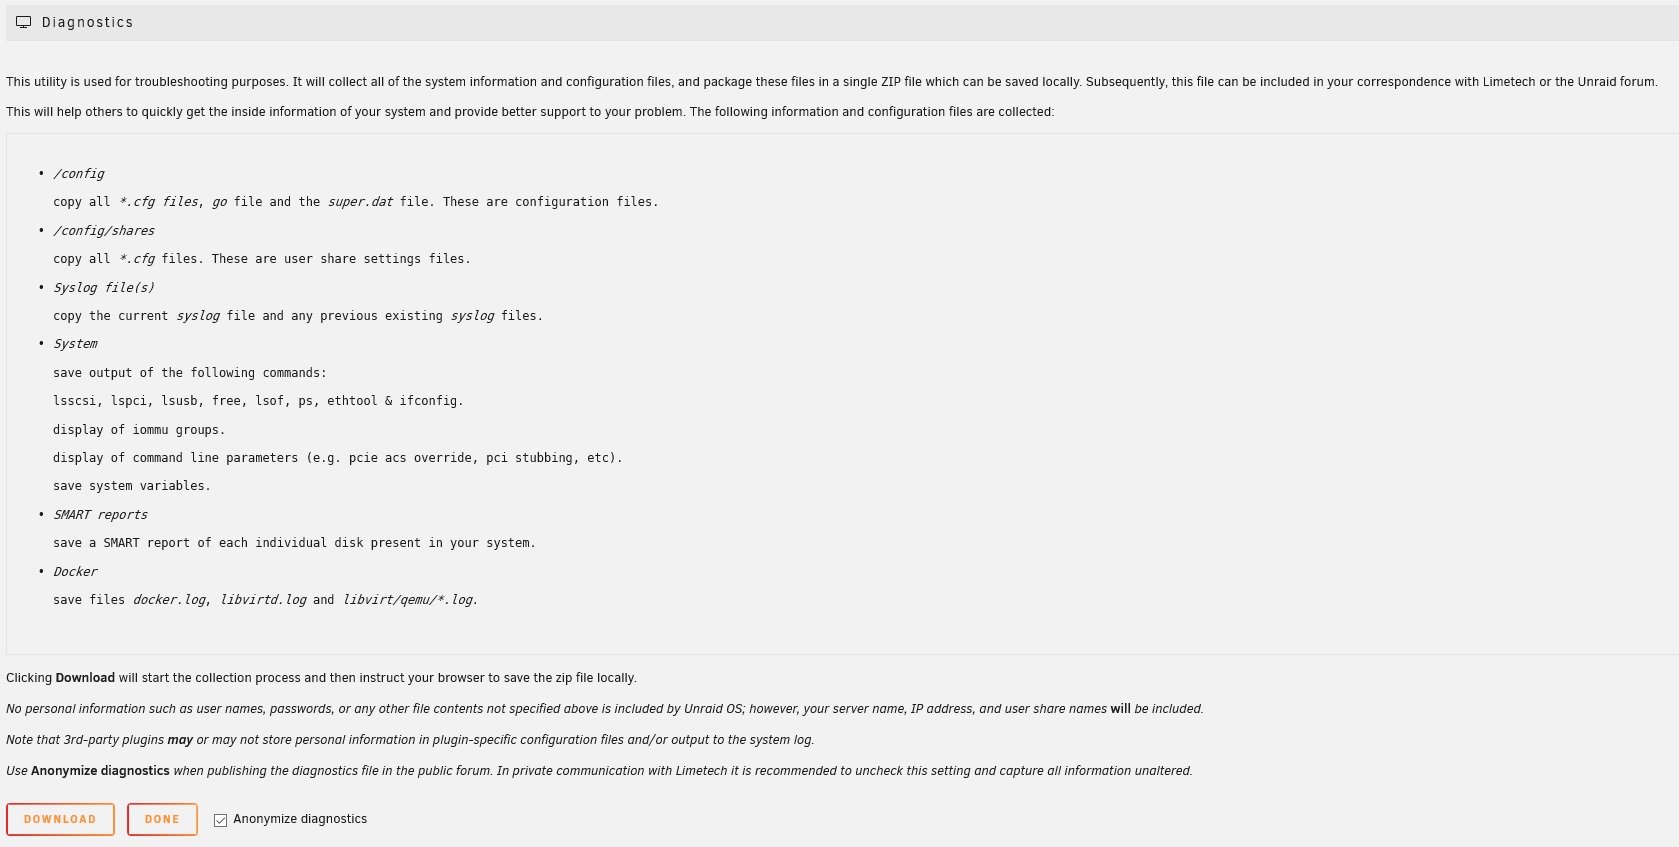 Diagnostics
This utility is used for troubleshooting purposes. It will collect all of the system information and configuration files, and package these files in a single ZIP file which can be saved locally. Subsequently, this file can be included in your correspondence with Limetech or the Unraid forum.
This will help others to quickly get the inside information of your system and provide better support to your problem. The following information and configuration files are collected:
• /config
copy all *.cfg files, go file and the super.dat file. These are configuration files.
• /config/shares
copy all *.cfg files. These are user share settings files.
• Syslog file(s)
copy the current syslog file and any previous existing syslog files.
• System
save output of the following commands:
lsscsi, lspci, lsusb, free, lsof, ps, ethtool & ifconfig.
display of iommu groups.
display of command line parameters (e.g. pcie acs override, pci stubbing, etc).
save system variables.
• SMART reports
save a SMART report of each individual disk present in your system.
• Docker
save files docker.log, libvirtd.log and libvirt/qemu/*.log.
Clicking Download will start the collection process and then instruct your browser to save the zip file locally.
No personal information such as user names, passwords, or any other file contents not specified above is included by Unraid OS; however, your server name, IP address, and user share names will be included.
Note that 3rd-party plugins may or may not store personal information in plugin-specific configuration files and/or output to the system log.
Use Anonymize diagnostics when publishing the diagnostics file in the public forum. In private communication with Limetech it is recommended to uncheck this setting and capture all information unaltered.
DOWNLOAD DONE Anonymize diagnostics